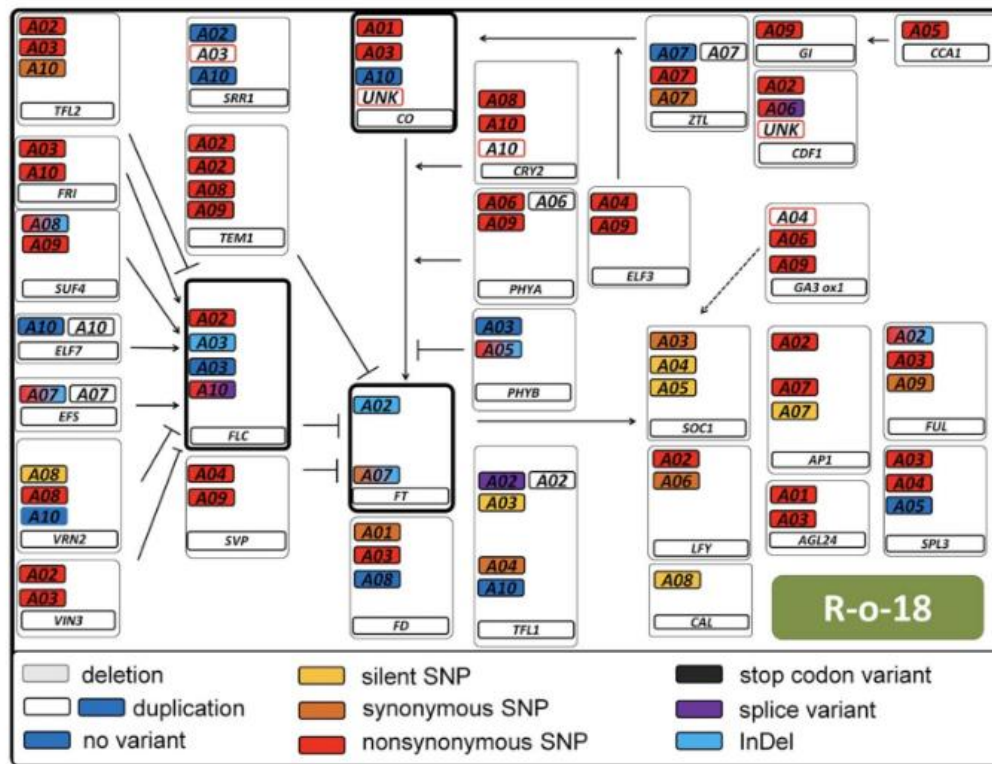 A02
A03
A10
TFL2
A02
A03
A10
SRR1
A01
A03
A10
UNK
CO
A07 A07
A07
A07
ZTL
A09
GI
A05
CCA1
A02
A06
UNK
CDF1
A03
A10
FRI
A02
A02
A08
A09
TEM1
A08
A10
A10
CRY2
A08
A09
SUF4
A06 A06
A09
PHYA
A04
A09
ELF3
A04
A06
A09
GA3 ox1
A10 A10
ELF7
A02
A03
A03
A10
FLC
A03
A05
PHYB
A07 A07
EFS
A02
A07
FT
A03
A04
A05
SOC1
A02
A07
A07
AP1
A02
A03
A09
FUL
A08
A08
A10
VRN2
A04
A09
SVP
A02 A02
A03
A04
A10
TFL1
A02
A06
LFY
A01
A03
AGL24
A03
A04
A05
SPL3
A02
A03
VIN3
A01
A03
A08
FD
A08
CAL
R-o-18
deletion
duplication
no variant
silent SNP
synonymous SNP
nonsynonymous SNP
stop codon variant
splice variant
InDel